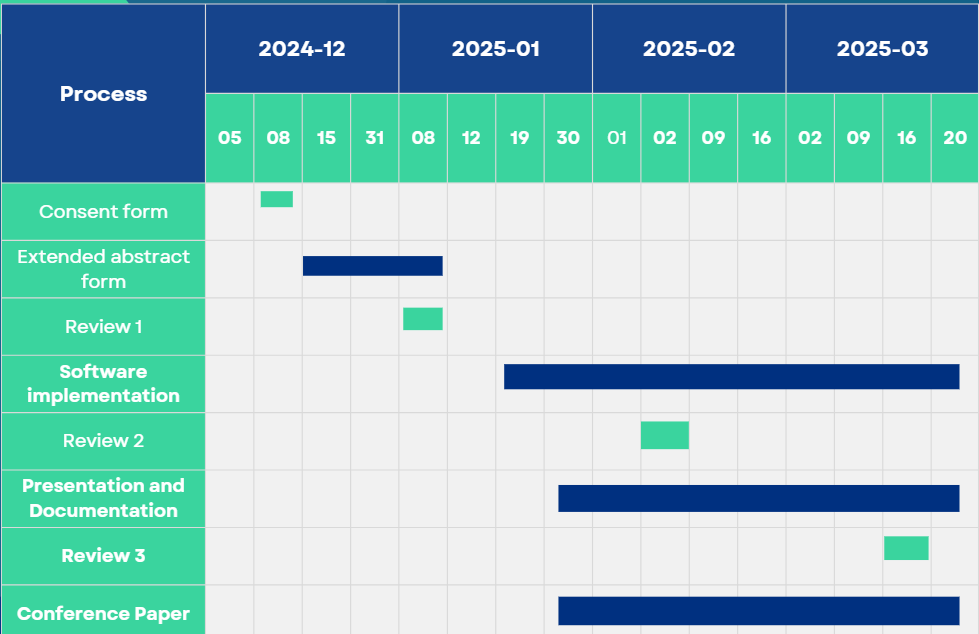 Process
2024-12 2025-01 2025-02 2025-03
05 08 15 31 08 12 19 30 01 02 09 16 02 09 16 20
Consent form
Extended abstract
form
Review 1
Software
implementation
Review 2
Presentation and
Documentation
Review 3
Conference Paper